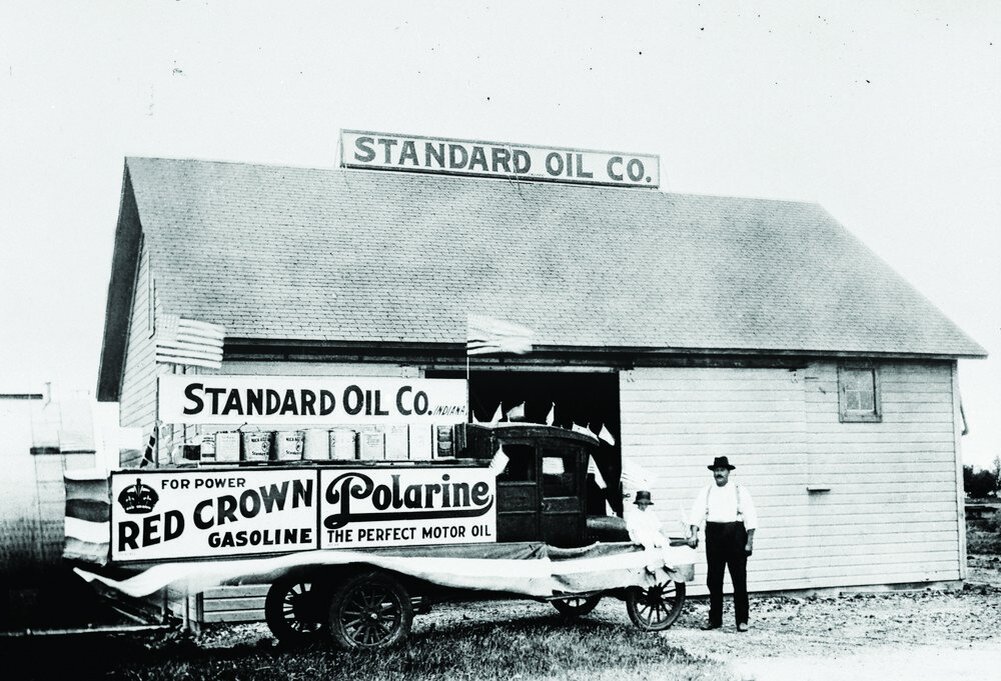 STANDARD OIL CO.
STANDARD OIL CO. INDIANA.
FOR POWER
RED CROWN
GASOLINE
Polarine
THE PERFECT MOTOR OIL